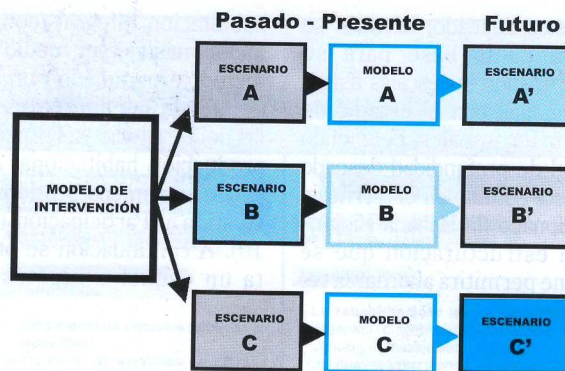 Pasado - Presente
Futuro
ESCENARIO
A
MODELO
A
ESCENARIO
A'
MODELO DE
INTERVENCIÓN
ESCENARIO
B
MODELO
B
ESCENARIO
B'
ESCENARIO
C
MODELO
C
ESCENARIO
C'